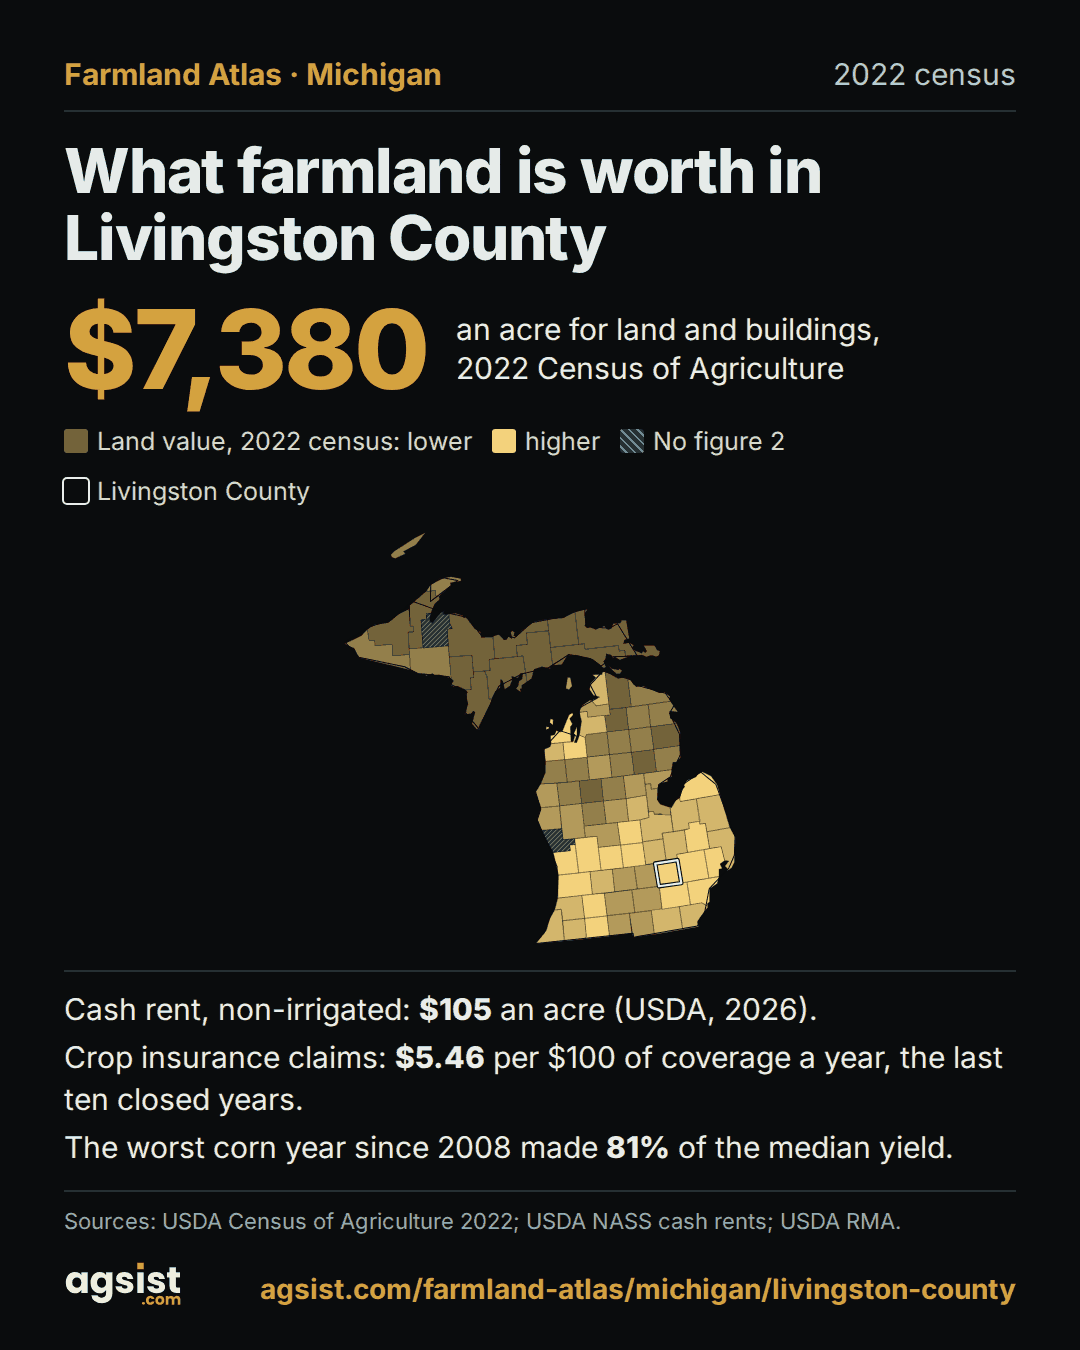 Farmland Atlas · Michigan
2022 census
What farmland is worth in
Livingston County
$7,380
an acre for land and buildings,
2022 Census of Agriculture
Land value, 2022 census: lower
higher
No figure 2
Livingston County
Cash rent, non-irrigated: $105 an acre (USDA, 2026).
Crop insurance claims: $5.46 per $100 of coverage a year, the last
ten closed years.
The worst corn year since 2008 made 81% of the median yield.
Sources: USDA Census of Agriculture 2022; USDA NASS cash rents; USDA RMA.
agsist
.com
agsist.com/farmland-atlas/michigan/livingston-county